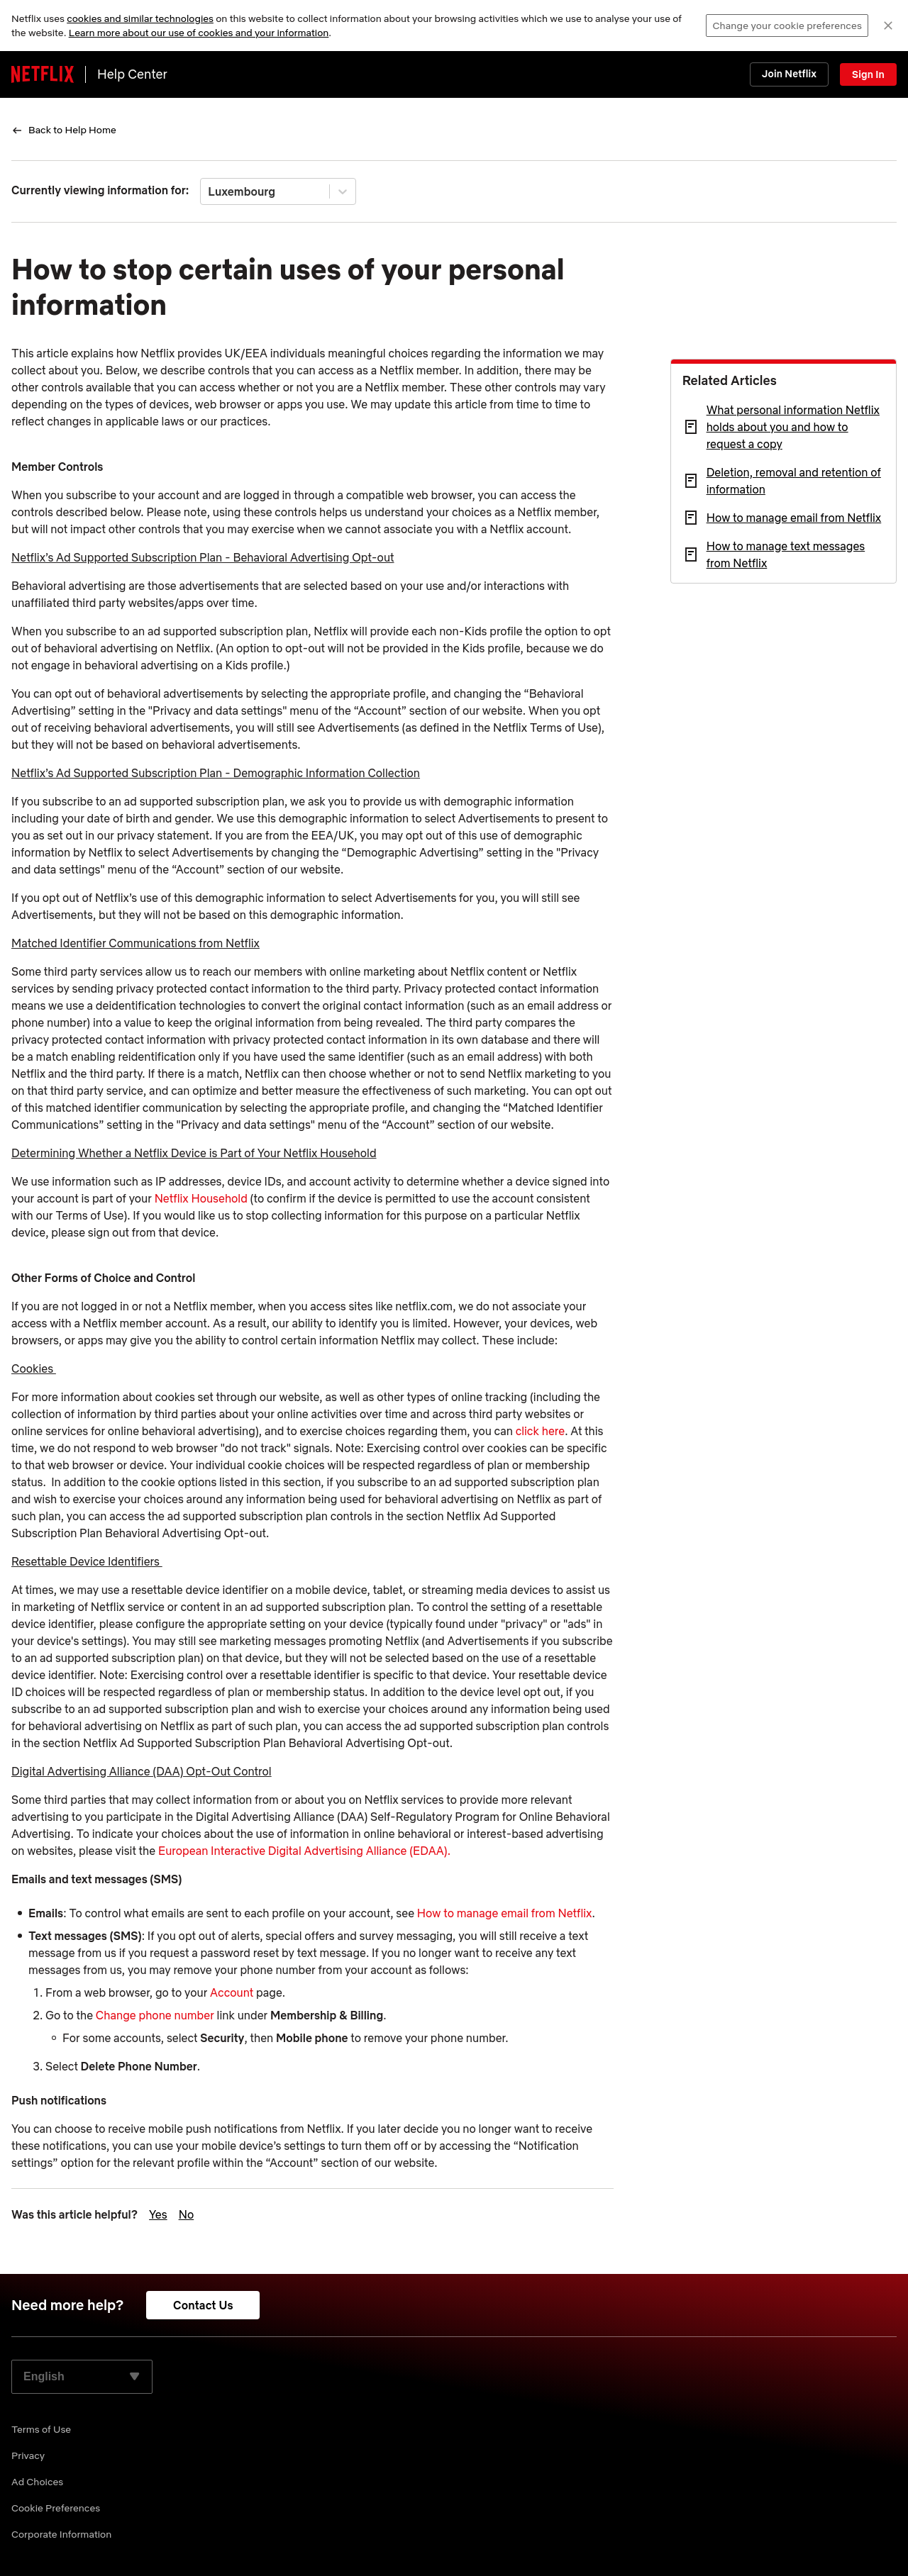 Netflix uses cookies and similar technologies on this website to collect information about your browsing activities which we use to analyse your use of
the website. Learn more about our use of cookies and your information.
Change your cookie preferences
NETFLIX
Help Center
Join Netflix
Sign In
Back to Help Home
Currently viewing information for:
Luxembourg
How to stop certain uses of your personal
information
This article explains how Netflix provides UK/EEA individuals meaningful choices regarding the information we may
collect about you. Below, we describe controls that you can access as a Netflix member. In addition, there may be
other controls available that you can access whether or not you are a Netflix member. These other controls may vary
depending on the types of devices, web browser or apps you use. We may update this article from time to time to
reflect changes in applicable laws or our practices.
Member Controls
When you subscribe to your account and are logged in through a compatible web browser, you can access the
controls described below. Please note, using these controls helps us understand your choices as a Netflix member,
but will not impact other controls that you may exercise when we cannot associate you with a Netflix account.
Netflix's Ad Supported Subscription Plan - Behavioral Advertising Opt-out
Behavioral advertising are those advertisements that are selected based on your use and/or interactions with
unaffiliated third party websites/apps over time.
When you subscribe to an ad supported subscription plan, Netflix will provide each non-Kids profile the option to opt
out of behavioral advertising on Netflix. (An option to opt-out will not be provided in the Kids profile, because we do
not engage in behavioral advertising on a Kids profile.)
You can opt out of behavioral advertisements by selecting the appropriate profile, and changing the “Behavioral
Advertising” setting in the "Privacy and data settings" menu of the “Account” section of our website. When you opt
out of receiving behavioral advertisements, you will still see Advertisements (as defined in the Netflix Terms of Use),
but they will not be based on behavioral advertisements.
Netflix's Ad Supported Subscription Plan - Demographic Information Collection
If you subscribe to an ad supported subscription plan, we ask you to provide us with demographic information
including your date of birth and gender. We use this demographic information to select Advertisements to present to
you as set out in our privacy statement. If you are from the EEA/UK, you may opt out of this use of demographic
information by Netflix to select Advertisements by changing the “Demographic Advertising” setting in the "Privacy
and data settings" menu of the “Account” section of our website.
If you opt out of Netflix's use of this demographic information to select Advertisements for you, you will still see
Advertisements, but they will not be based on this demographic information.
Matched Identifier Communications from Netflix
Some third party services allow us to reach our members with online marketing about Netflix content or Netflix
services by sending privacy protected contact information to the third party. Privacy protected contact information
means we use a deidentification technologies to convert the original contact information (such as an email address or
phone number) into a value to keep the original information from being revealed. The third party compares the
privacy protected contact information with privacy protected contact information in its own database and there will
be a match enabling reidentification only if you have used the same identifier (such as an email address) with both
Netflix and the third party. If there is a match, Netflix can then choose whether or not to send Netflix marketing to you
on that third party service, and can optimize and better measure the effectiveness of such marketing. You can opt out
of this matched identifier communication by selecting the appropriate profile, and changing the “Matched Identifier
Communications” setting in the "Privacy and data settings" menu of the “Account” section of our website.
Determining Whether a Netflix Device is Part of Your Netflix Household
We use information such as IP addresses, device IDs, and account activity to determine whether a device signed into
your account is part of your Netflix Household (to confirm if the device is permitted to use the account consistent
with our Terms of Use). If you would like us to stop collecting information for this purpose on a particular Netflix
device, please sign out from that device.
Other Forms of Choice and Control
If you are not logged in or not a Netflix member, when you access sites like netflix.com, we do not associate your
access with a Netflix member account. As a result, our ability to identify you is limited. However, your devices, web
browsers, or apps may give you the ability to control certain information Netflix may collect. These include:
Cookies
For more information about cookies set through our website, as well as other types of online tracking (including the
collection of information by third parties about your online activities over time and across third party websites or
online services for online behavioral advertising), and to exercise choices regarding them, you can click here. At this
time, we do not respond to web browser "do not track" signals. Note: Exercising control over cookies can be specific
to that web browser or device. Your individual cookie choices will be respected regardless of plan or membership
status.  In addition to the cookie options listed in this section, if you subscribe to an ad supported subscription plan
and wish to exercise your choices around any information being used for behavioral advertising on Netflix as part of
such plan, you can access the ad supported subscription plan controls in the section Netflix Ad Supported
Subscription Plan Behavioral Advertising Opt-out.
Resettable Device Identifiers
At times, we may use a resettable device identifier on a mobile device, tablet, or streaming media devices to assist us
in marketing of Netflix service or content in an ad supported subscription plan. To control the setting of a resettable
device identifier, please configure the appropriate setting on your device (typically found under "privacy" or "ads" in
your device's settings). You may still see marketing messages promoting Netflix (and Advertisements if you subscribe
to an ad supported subscription plan) on that device, but they will not be selected based on the use of a resettable
device identifier. Note: Exercising control over a resettable identifier is specific to that device. Your resettable device
ID choices will be respected regardless of plan or membership status. In addition to the device level opt out, if you
subscribe to an ad supported subscription plan and wish to exercise your choices around any information being used
for behavioral advertising on Netflix as part of such plan, you can access the ad supported subscription plan controls
in the section Netflix Ad Supported Subscription Plan Behavioral Advertising Opt-out.
Digital Advertising Alliance (DAA) Opt-Out Control
Some third parties that may collect information from or about you on Netflix services to provide more relevant
advertising to you participate in the Digital Advertising Alliance (DAA) Self-Regulatory Program for Online Behavioral
Advertising. To indicate your choices about the use of information in online behavioral or interest-based advertising
on websites, please visit the European Interactive Digital Advertising Alliance (EDAA).
Emails and text messages (SMS)
Emails: To control what emails are sent to each profile on your account, see How to manage email from Netflix.
Text messages (SMS): If you opt out of alerts, special offers and survey messaging, you will still receive a text
message from us if you request a password reset by text message. If you no longer want to receive any text
messages from us, you may remove your phone number from your account as follows:
1. From a web browser, go to your Account page.
2. Go to the Change phone number link under Membership & Billing.
For some accounts, select Security, then Mobile phone to remove your phone number.
3. Select Delete Phone Number.
Push notifications
You can choose to receive mobile push notifications from Netflix. If you later decide you no longer want to receive
these notifications, you can use your mobile device's settings to turn them off or by accessing the “Notification
settings” option for the relevant profile within the “Account” section of our website.
Was this article helpful? Yes No
Related Articles
What personal information Netflix
holds about you and how to
request a copy
Deletion, removal and retention of
information
How to manage email from Netflix
How to manage text messages
from Netflix
Need more help?
Contact Us
English
Terms of Use
Privacy
Ad Choices
Cookie Preferences
Corporate Information